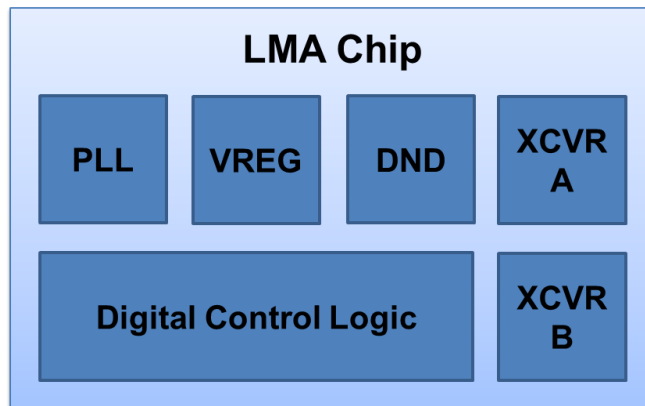 LMA Chip
PLL
VREG
DND
XCVR
A
Digital Control Logic
XCVR
B